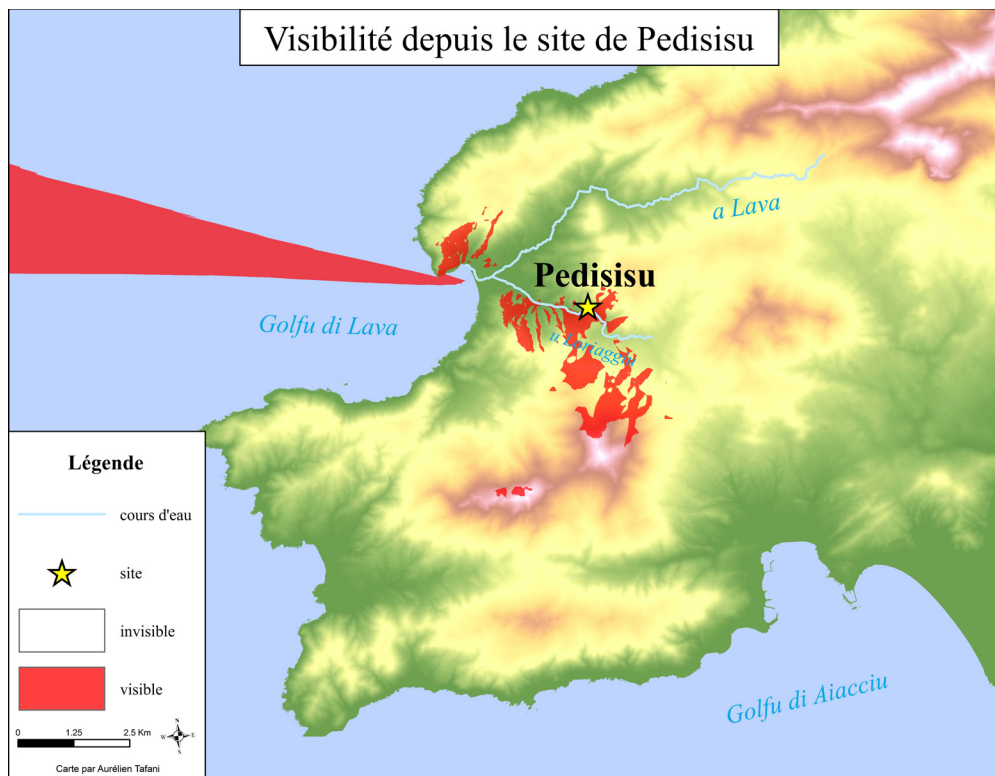 Visibilité depuis le site de Pedisisu
a Lava
Pedisisu
Golfu di Lava
u Loriaggiu
Légende
cours d'eau
site
invisible
visible
0 1.25 2.5 Km
N
W E
S
Golfu di Aiacciu
Carte par Aurélien Tafani